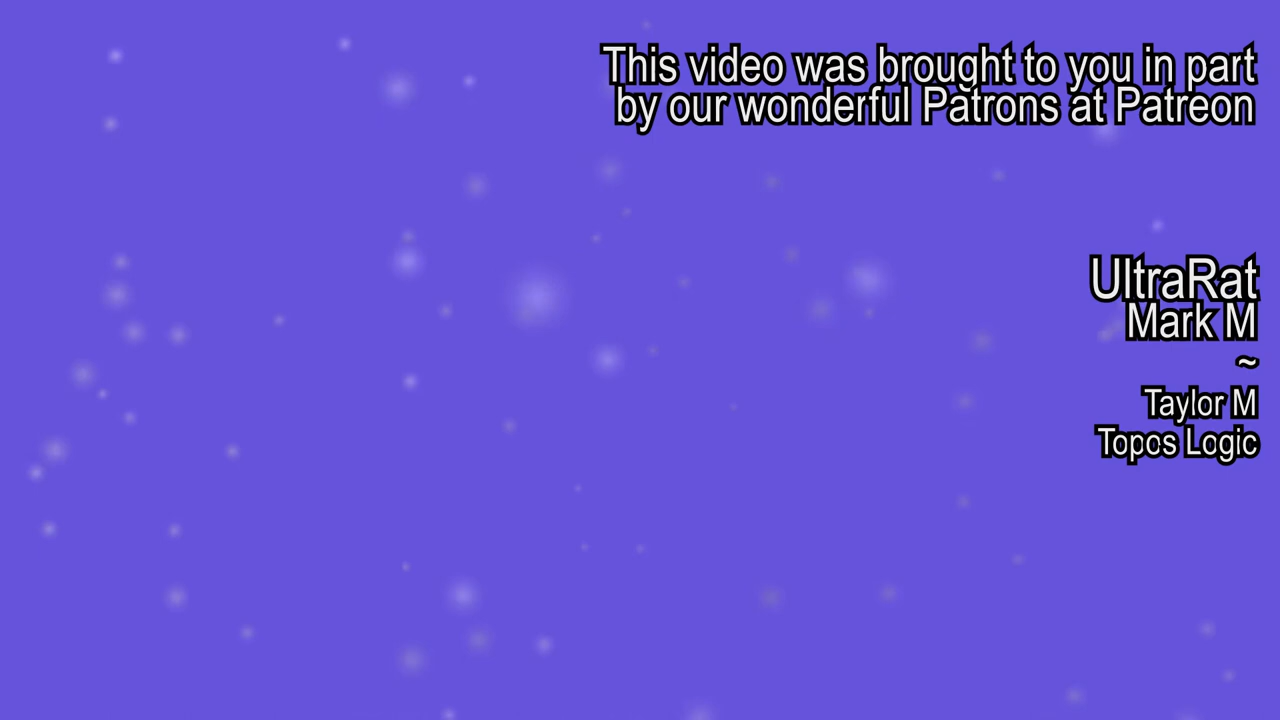 This video was brought to you in part
by our wonderful Patrons at Patreon
UltraRat
Mark M
~
Taylor M
Topos Logic